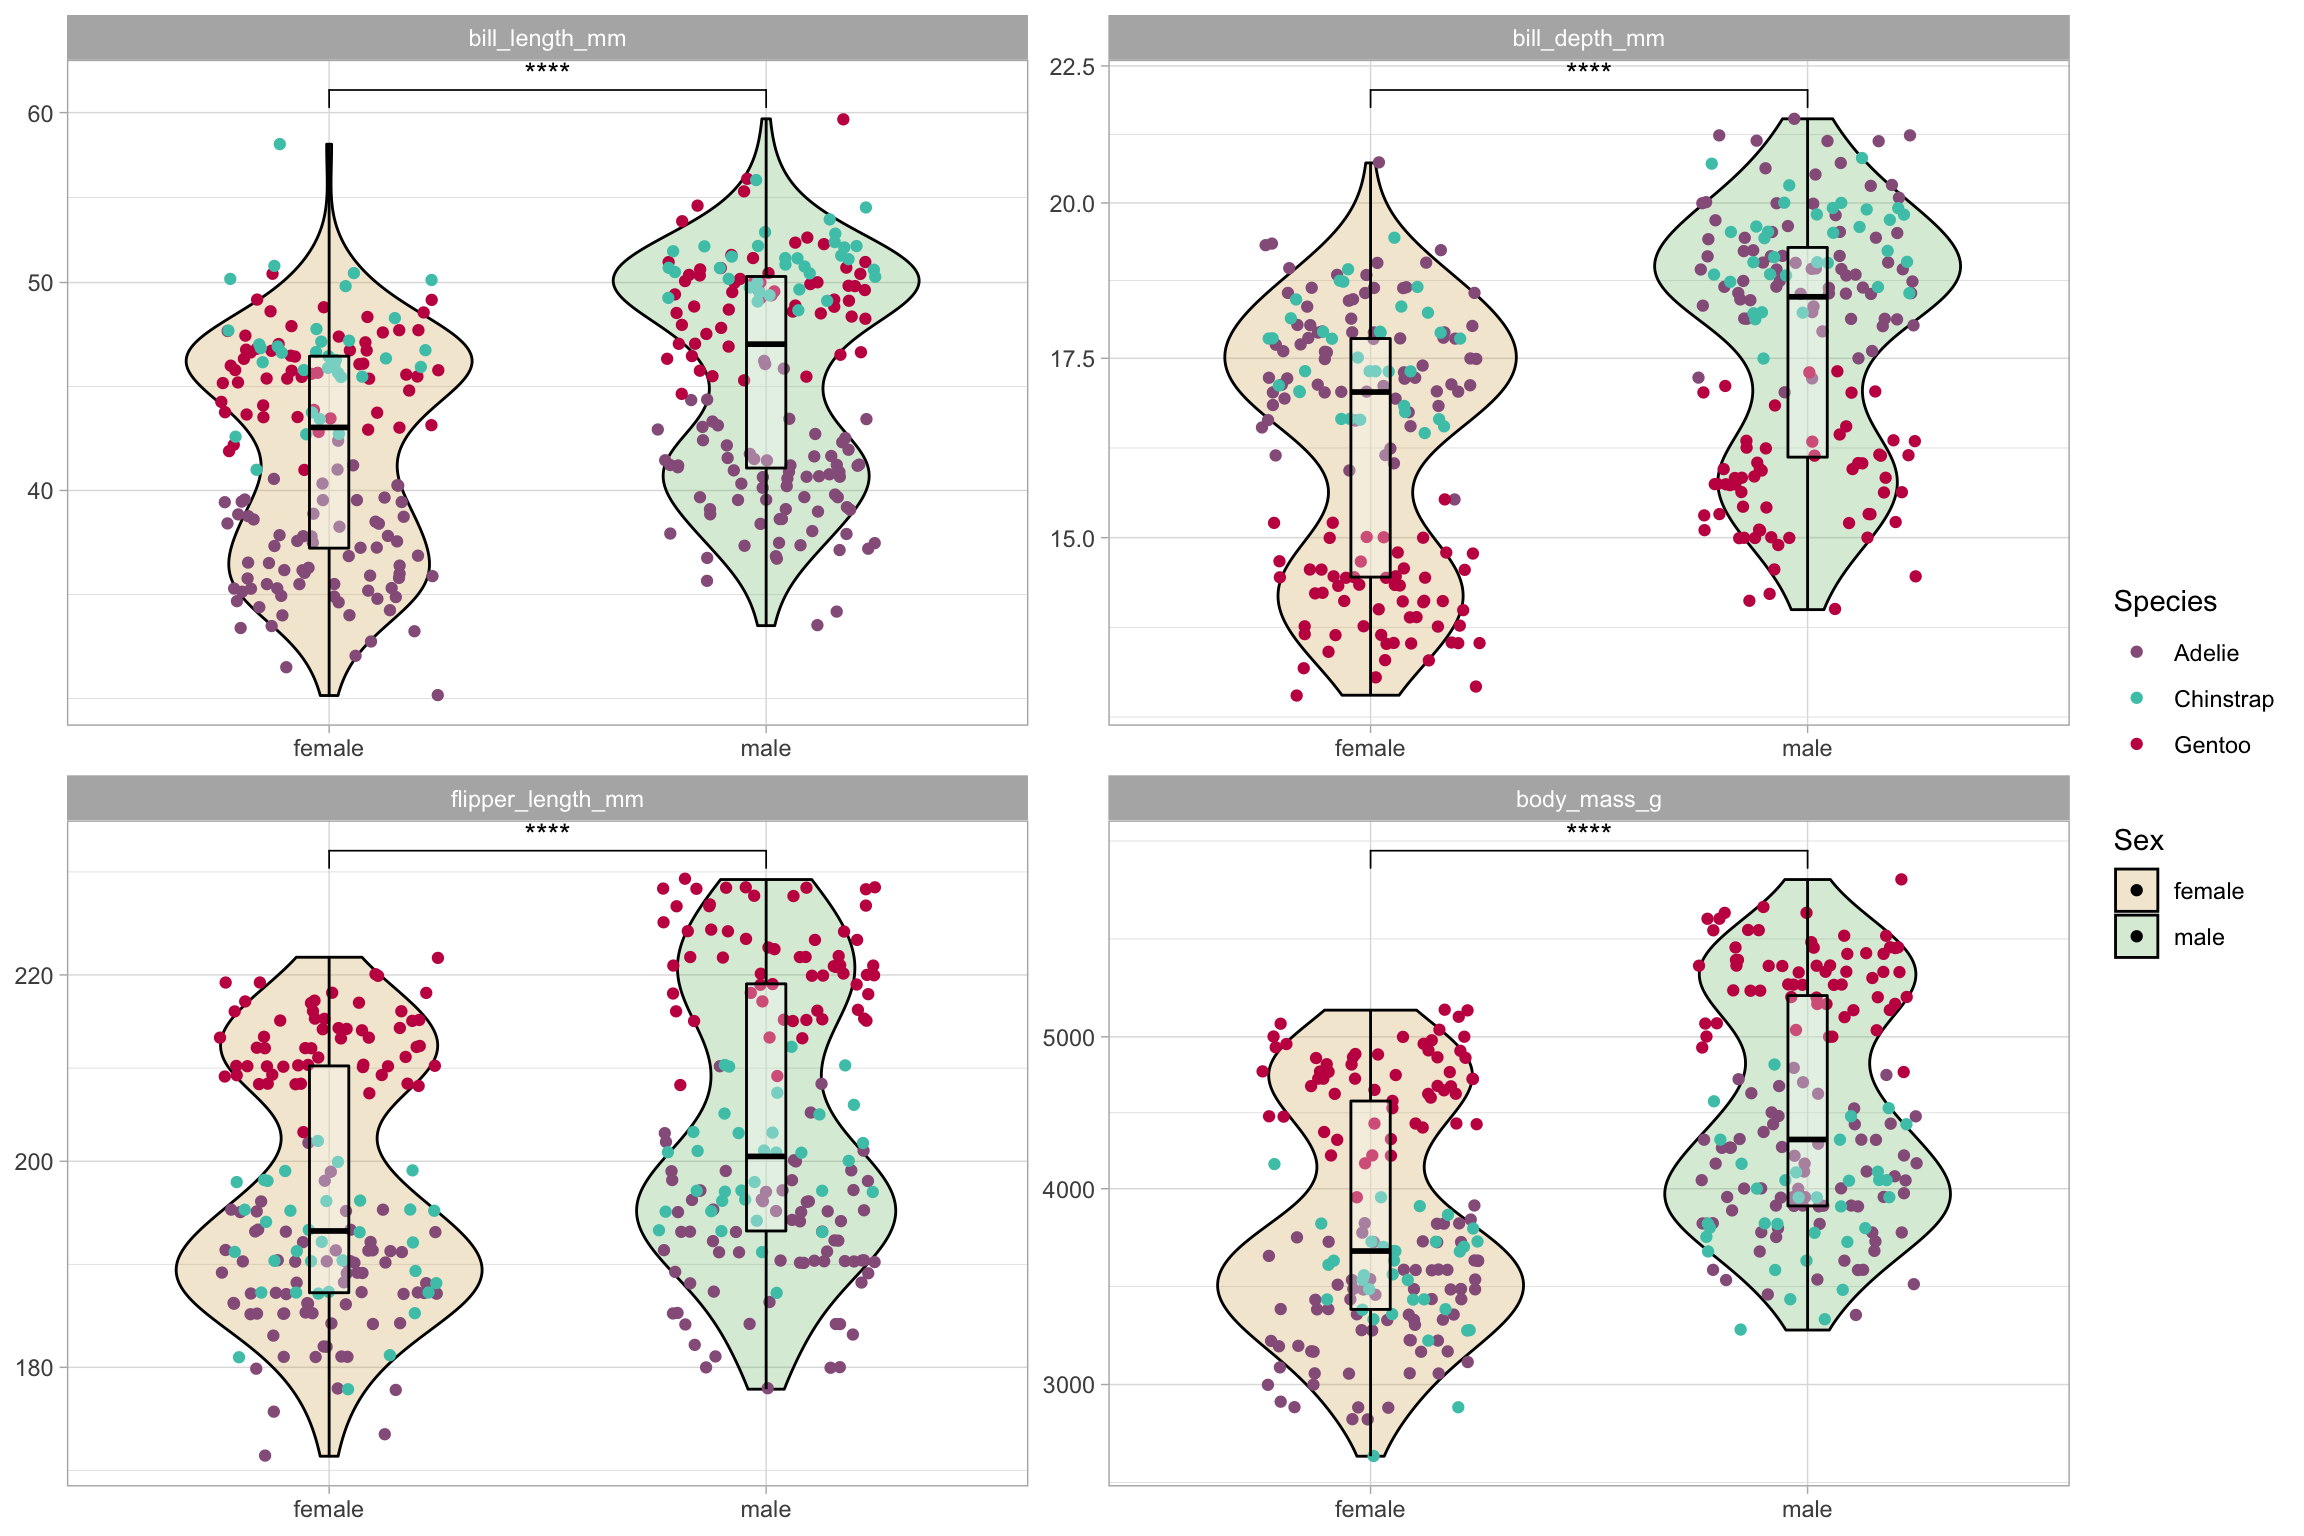 bill_length_mm
****
60
50
40
female
male
bill_depth_mm
****
22.5
20.0
17.5
15.0
female
male
flipper_length_mm
****
220
200
180
female
male
body_mass_g
****
5000
4000
3000
female
male
Species
Adelie
Chinstrap
Gentoo
Sex
female
male